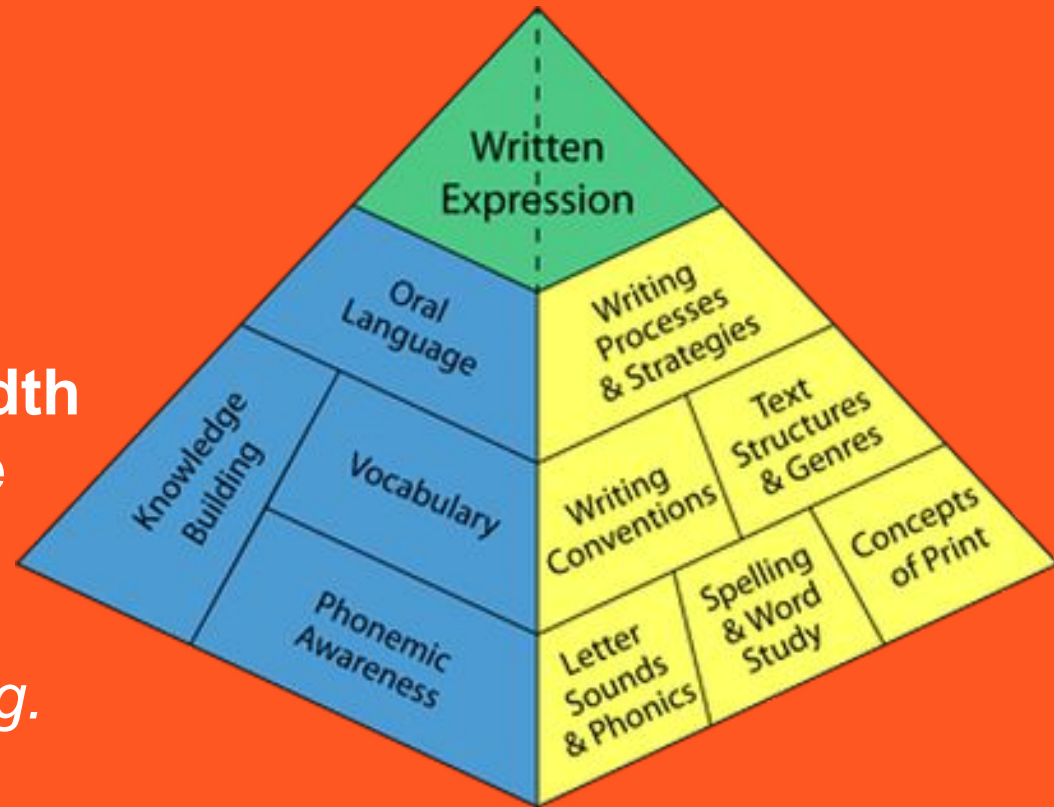 Written
Expression
Oral
Language
Writing
Processes
& Strategies
Knowledge
Building
Vocabulary
Text
Structures
& Genres
Writing
Conventions
Concepts
of Print
Phonemic
Awareness
Spelling
& Word
Study
Letter
Sounds
& Phonics